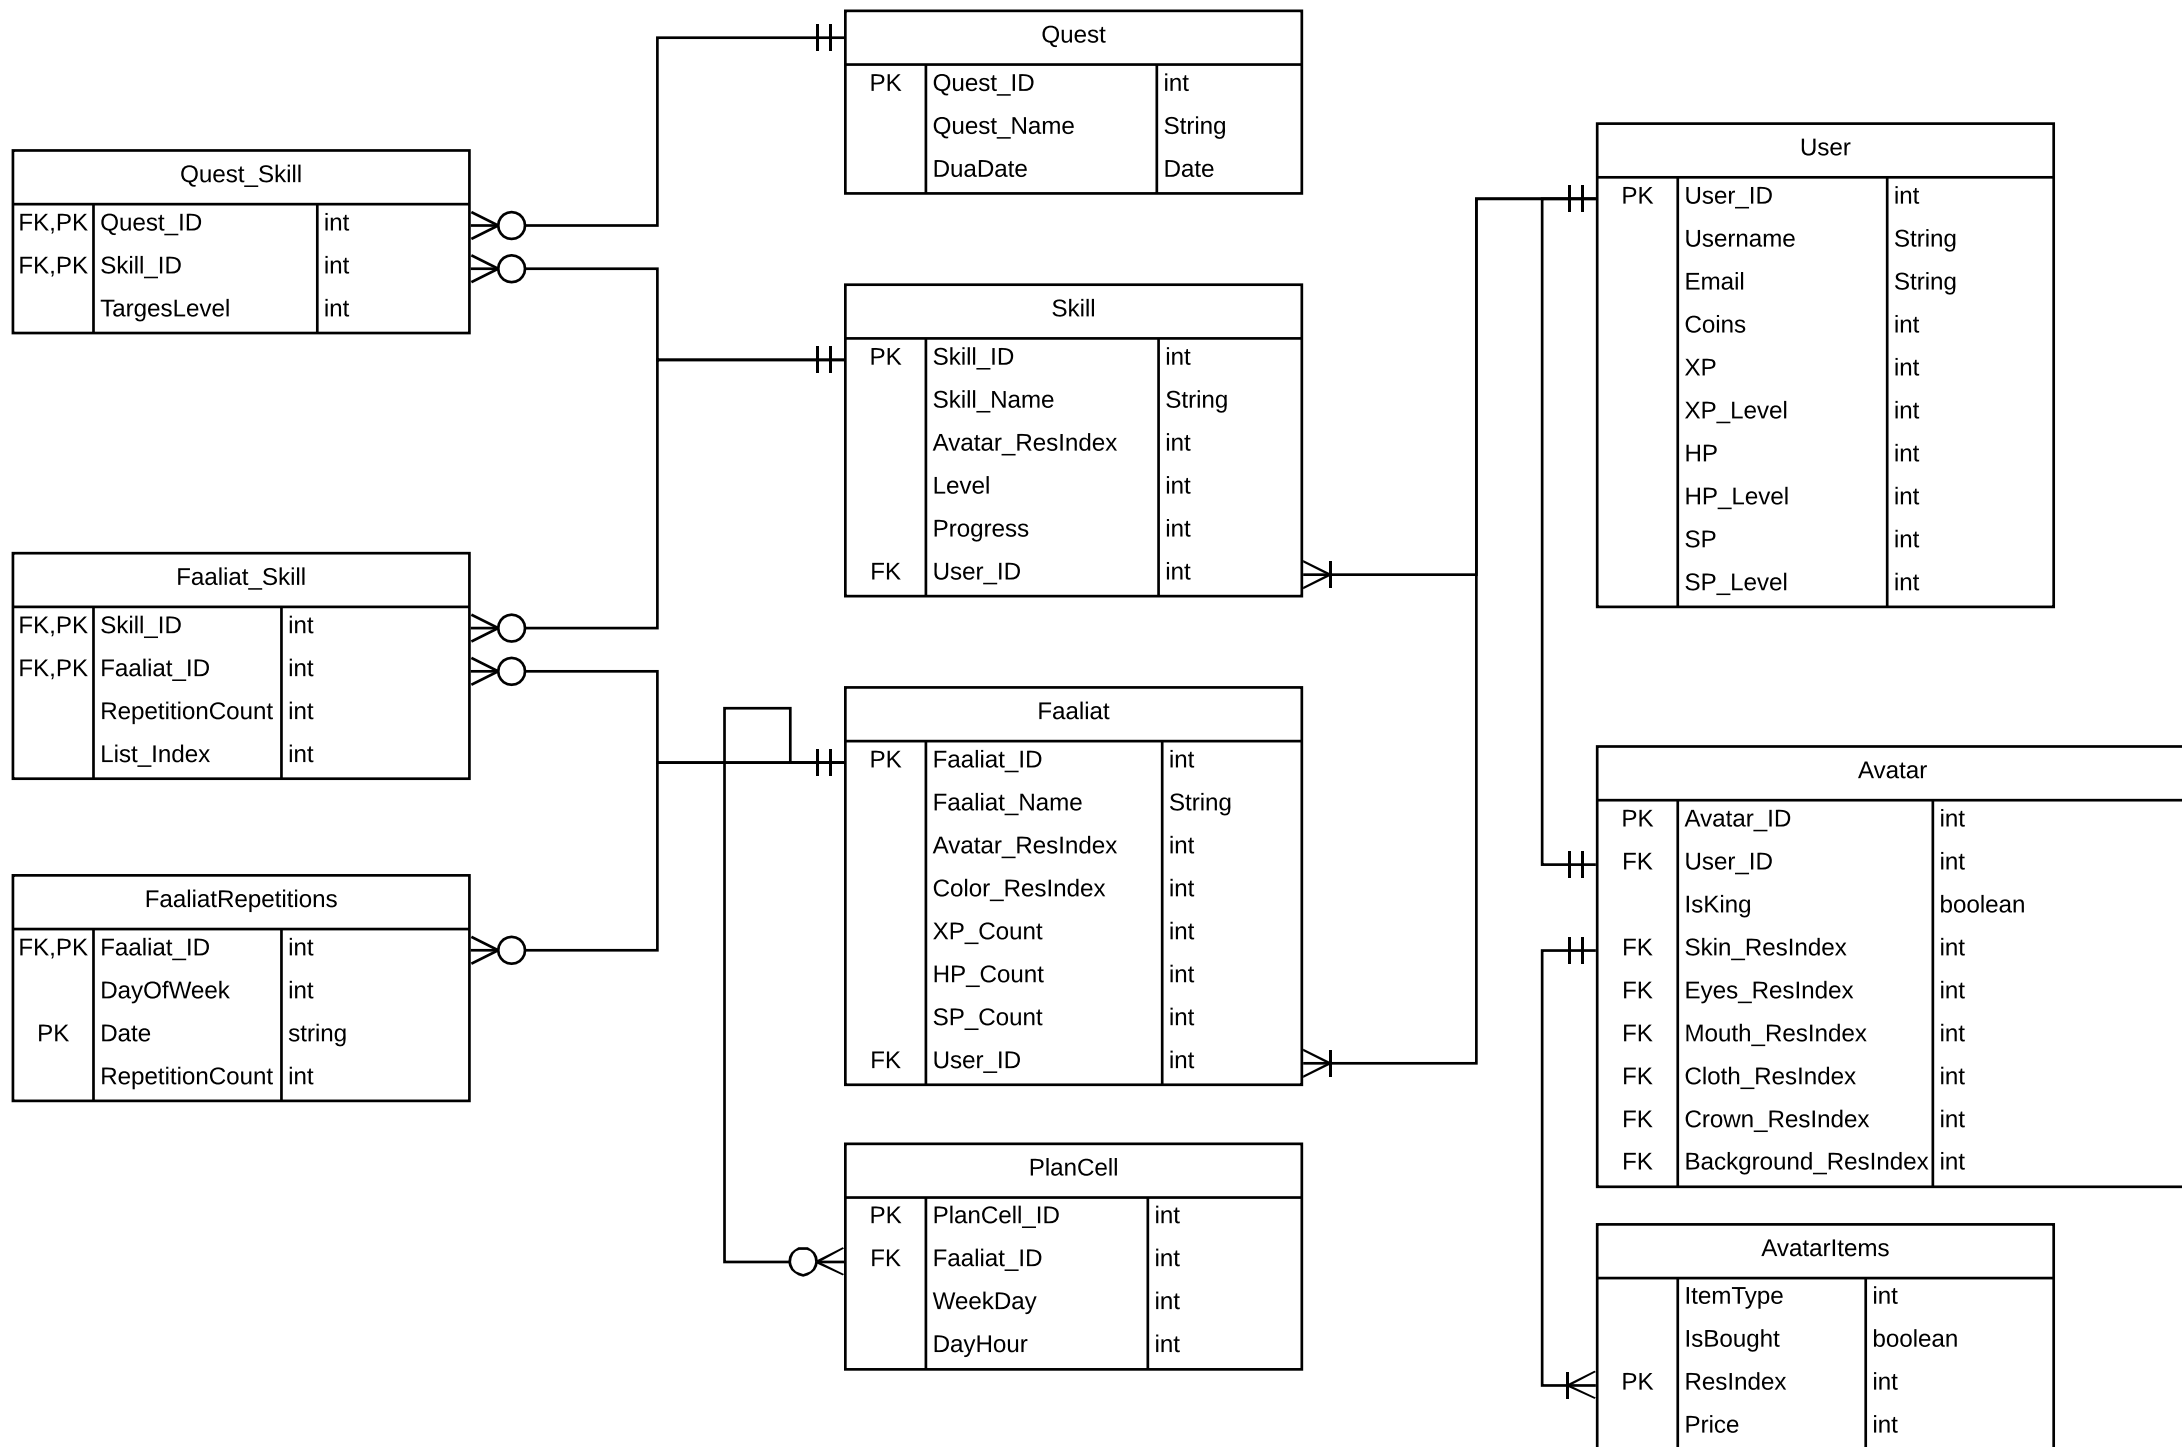 Quest
PK Quest_ID int
Quest_Name String
DuaDate Date
Quest_Skill
FK,PK Quest_ID int
FK,PK Skill_ID int
TargesLevel int
Skill
PK Skill_ID int
Skill_Name String
Avatar_ResIndex int
Level int
Progress int
FK User_ID int
User
PK User_ID int
Username String
Email String
Coins int
XP int
XP_Level int
HP int
HP_Level int
SP int
SP_Level int
Faaliat_Skill
FK,PK Skill_ID int
FK,PK Faaliat_ID int
RepetitionCount int
List_Index int
Faaliat
PK Faaliat_ID int
Faaliat_Name String
Avatar_ResIndex int
Color_ResIndex int
XP_Count int
HP_Count int
SP_Count int
FK User_ID int
Avatar
PK Avatar_ID int
FK User_ID int
IsKing boolean
FK Skin_ResIndex int
FK Eyes_ResIndex int
FK Mouth_ResIndex int
FK Cloth_ResIndex int
FK Crown_ResIndex int
FK Background_ResIndex int
FaaliatRepetitions
FK,PK Faaliat_ID int
DayOfWeek int
PK Date string
RepetitionCount int
PlanCell
PK PlanCell_ID int
FK Faaliat_ID int
WeekDay int
DayHour int
AvatarItems
ItemType int
IsBought boolean
PK ResIndex int
Price int